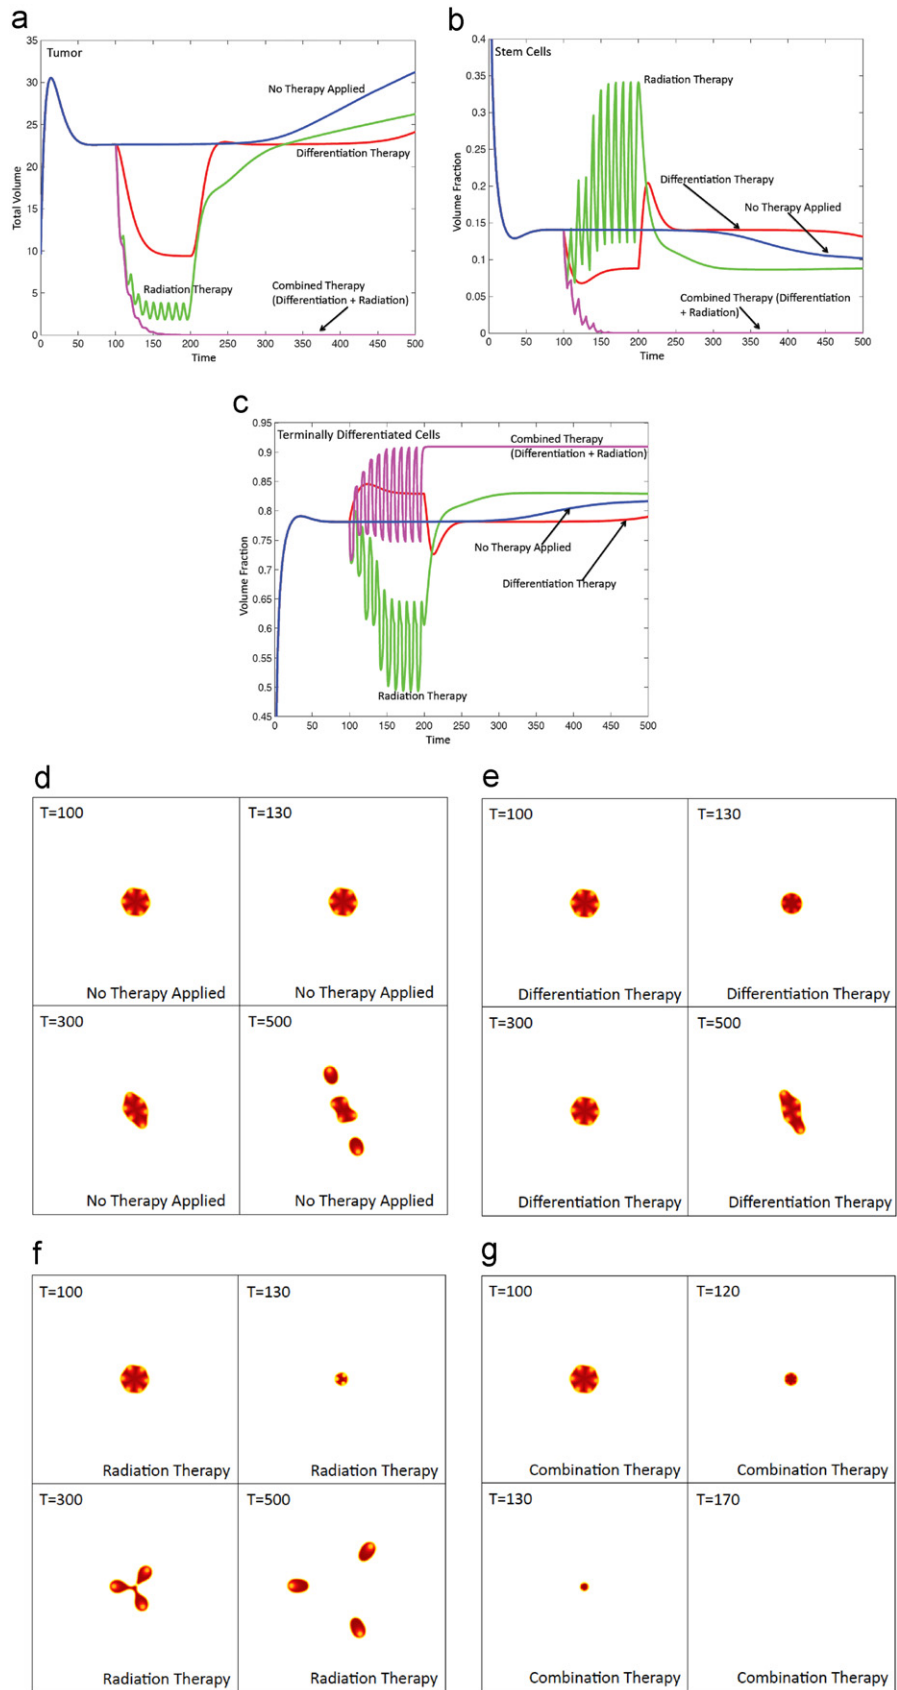 a
Tumor
No Therapy Applied
Differentiation Therapy
Radiation Therapy
Combined Therapy
(Differentiation + Radiation)
Total Volume
35
30
25
20
15
10
5
0
0 50 100 150 200 250 300 350 400 450 500
Time
b
Stem Cells
Radiation Therapy
Differentiation Therapy
No Therapy Applied
Combined Therapy (Differentiation
+ Radiation)
Volume Fraction
0.4
0.35
0.3
0.25
0.2
0.15
0.1
0.05
0
0 50 100 150 200 250 300 350 400 450 500
Time
c
Terminally Differentiated Cells
Combined Therapy
(Differentiation + Radiation)
No Therapy Applied
Differentiation Therapy
Radiation Therapy
Volume Fraction
0.95
0.9
0.85
0.8
0.75
0.7
0.65
0.6
0.55
0.5
0.45
0 50 100 150 200 250 300 350 400 450 500
Time
d
T=100 T=130
No Therapy Applied No Therapy Applied
T=300 T=500
No Therapy Applied No Therapy Applied
e
T=100 T=130
Differentiation Therapy Differentiation Therapy
T=300 T=500
Differentiation Therapy Differentiation Therapy
f
T=100 T=130
Radiation Therapy Radiation Therapy
T=300 T=500
Radiation Therapy Radiation Therapy
g
T=100 T=120
Combination Therapy Combination Therapy
T=130 T=170
Combination Therapy Combination Therapy